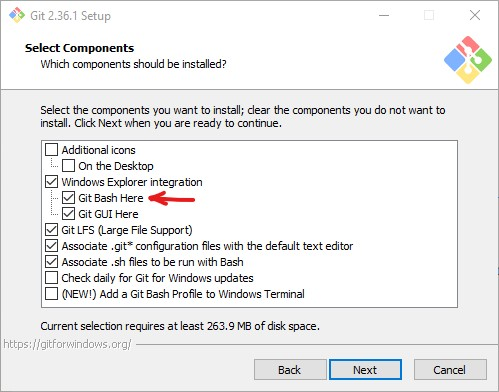 Git 2.36.1 Setup
Select Components
Which components should be installed?
Select the components you want to install; clear the components you do not want to
install. Click Next when you are ready to continue.
Additional icons
On the Desktop
Windows Explorer integration
Git Bash Here
Git GUI Here
Git LFS (Large File Support)
Associate .git* configuration files with the default text editor
Associate .sh files to be run with Bash
Check daily for Git for Windows updates
(NEW!) Add a Git Bash Profile to Windows Terminal
Current selection requires at least 263.9 MB of disk space.
https://gitforwindows.org/
Back
Next
Cancel